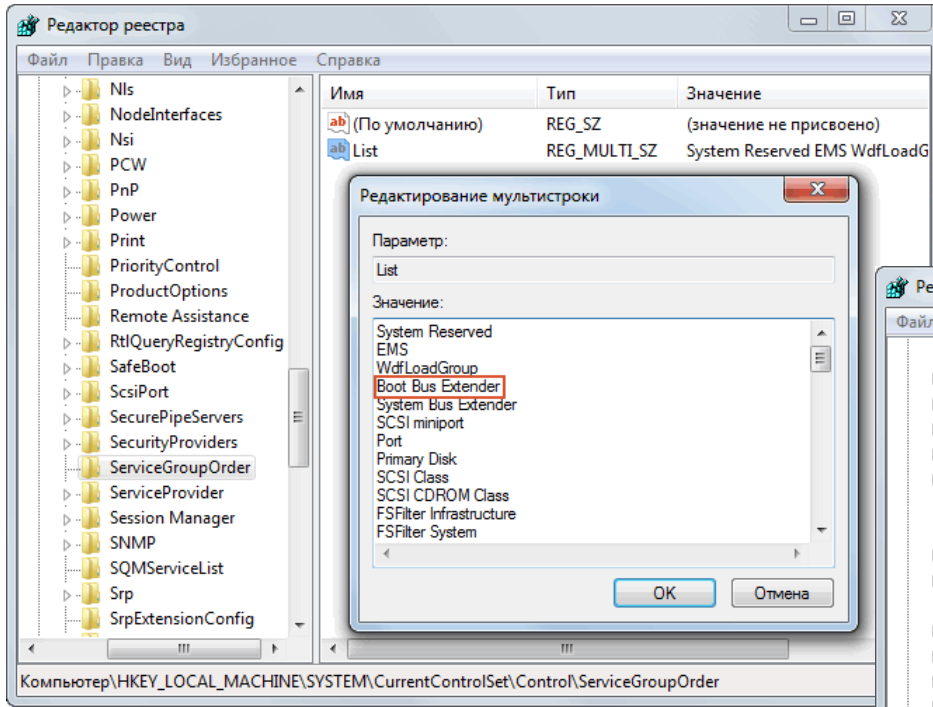 Редактор реестра
Файл Правка Вид Избранное Справка
Nls
NodeInterfaces
Nsi
PCW
PnP
Power
Print
PriorityControl
ProductOptions
Remote Assistance
RtlQueryRegistryConfig
SafeBoot
ScsiPort
SecurePipeServers
SecurityProviders
ServiceGroupOrder
ServiceProvider
Session Manager
SNMP
SQMServiceList
Srp
SrpExtensionConfig
Имя Тип Значение
(По умолчанию) REG_SZ (значение не присвоено)
List REG_MULTI_SZ System Reserved EMS WdfLoadG
Редактирование мультистроки
Параметр:
List
Значение:
System Reserved
EMS
WdfLoadGroup
Boot Bus Extender
System Bus Extender
SCSI miniport
Port
Primary Disk
SCSI Class
SCSI CDROM Class
FSFilter Infrastructure
FSFilter System
OK Отмена
Ре
Файл
Компьютер\HKEY_LOCAL_MACHINE\SYSTEM\CurrentControlSet\Control\ServiceGroupOrder